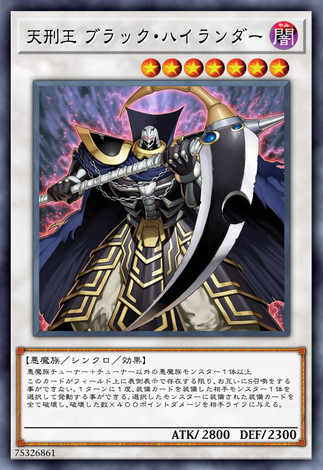 天刑王 ブラック・ハイランダー
闇
やみ
【悪魔族／シンクロ／効果】
悪魔族チューナー＋チューナー以外の悪魔族モンスター１体以上
このカードがフィールド上に表側表示で存在する限り、お互いにＳ召喚をする
事ができない。１ターンに１度、装備カードを装備した相手モンスター１体を
選択して発動する事ができる。選択したモンスターに装備された装備カードを
全て破壊し、破壊した数×４００ポイントダメージを相手ライフに与える。
ATK/ 2800 DEF/ 2300
75326861